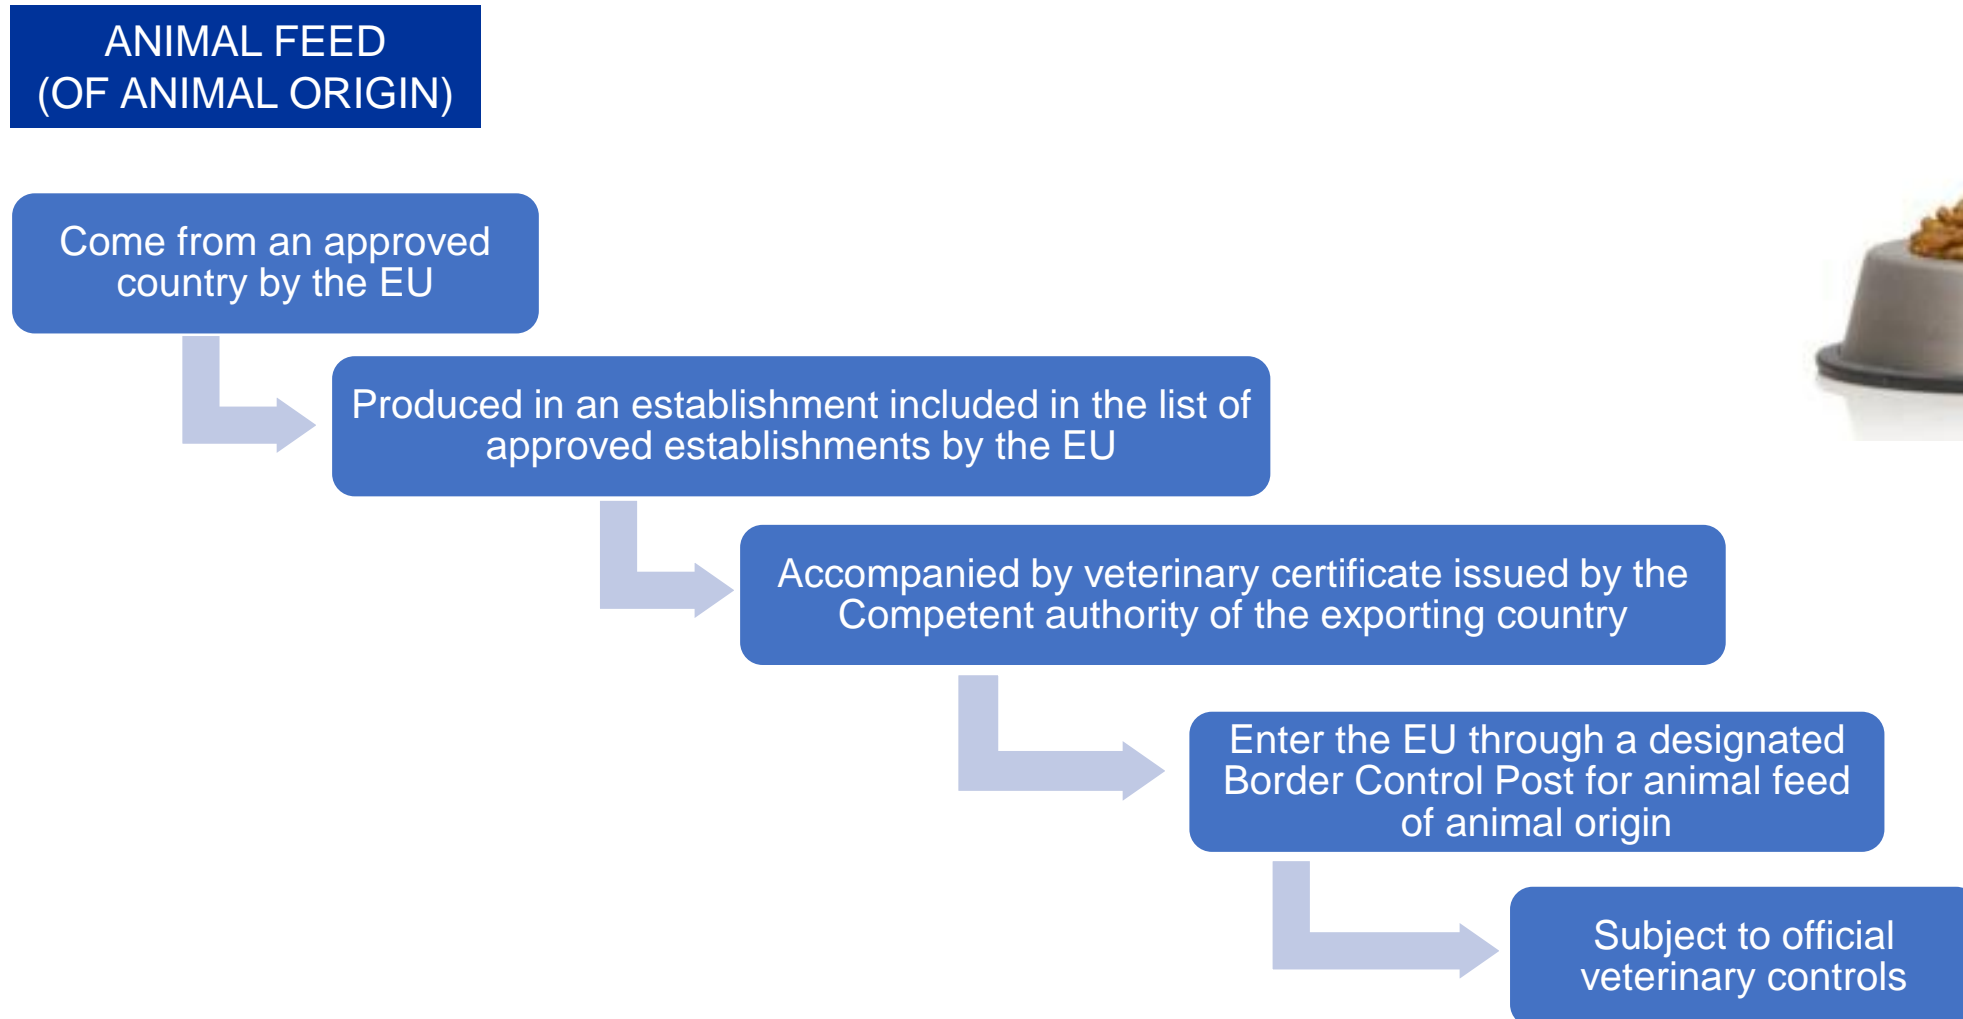 ANIMAL FEED
(OF ANIMAL ORIGIN)
Come from an approved
country by the EU
Produced in an establishment included in the list of
approved establishments by the EU
Accompanied by veterinary certificate issued by the
Competent authority of the exporting country
Enter the EU through a designated
Border Control Post for animal feed
of animal origin
Subject to official
veterinary controls